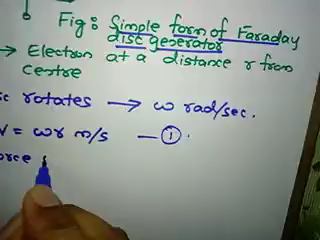 Fig: Simple form of Faraday
disc generator
→ Electron at a distance r from
centre
rotates → ω rad/sec.
V = ωr m/s — ①.